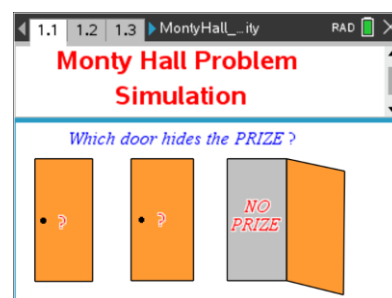 1.1 1.2 1.3 MontyHall_...ity RAD
Monty Hall Problem
Simulation
Which door hides the PRIZE ?
? ? NO
PRIZE